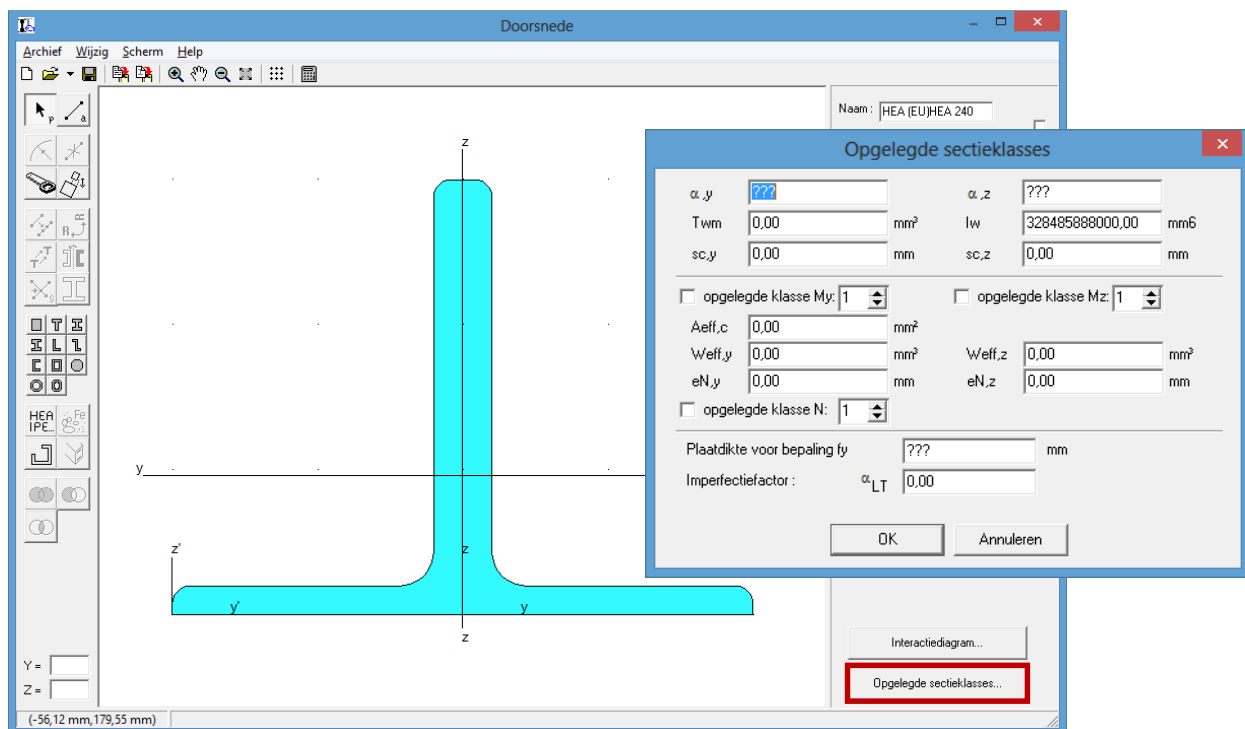 Doorsnede
Archief Wijzig Scherm Help
Naam : HEA (EU)HEA 240
p a
R
T T
s
HEA IPE... Fe
z
y
z' z
y' y
z
Y =
Z =
(-56,12 mm,179,55 mm)
Opgelegde sectieklasses
α ,y ??? α ,z ???
Twm 0,00 mm³ Iw 328485888000,00 mm6
sc,y 0,00 mm sc,z 0,00 mm
opgelegde klasse My: 1 opgelegde klasse Mz: 1
Aeff,c 0,00 mm²
Weff,y 0,00 mm³ Weff,z 0,00 mm³
eN,y 0,00 mm eN,z 0,00 mm
opgelegde klasse N: 1
Plaatdikte voor bepaling fy ??? mm
Imperfectiefactor : αLT 0,00
OK Annuleren
Interactiediagram...
Opgelegde sectieklasses...